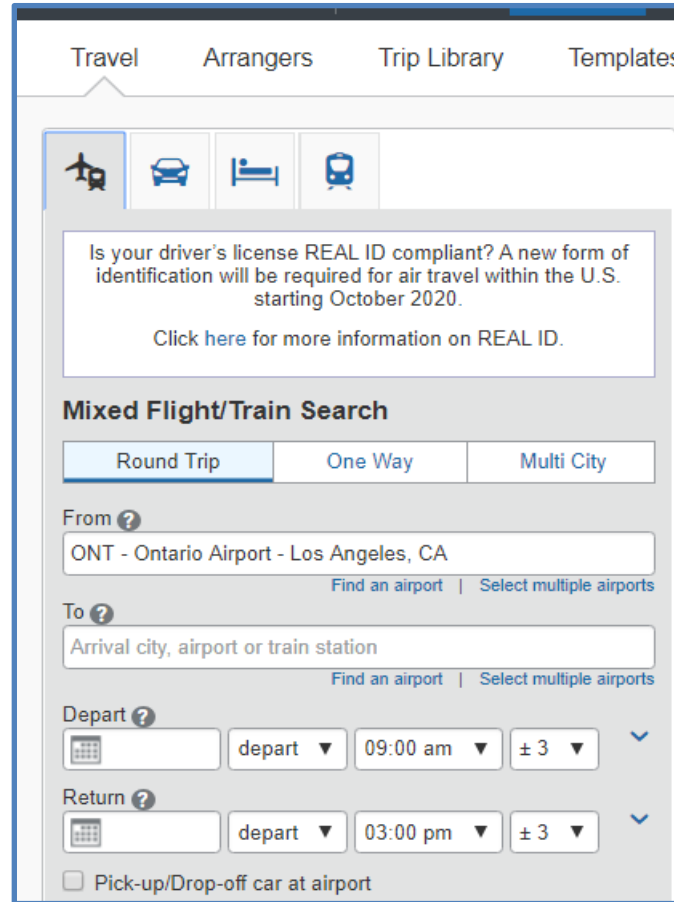 Travel Arrangers Trip Library Templates
Is your driver's license REAL ID compliant? A new form of
identification will be required for air travel within the U.S.
starting October 2020.
Click here for more information on REAL ID.
Mixed Flight/Train Search
Round Trip One Way Multi City
From ?
ONT - Ontario Airport - Los Angeles, CA
Find an airport | Select multiple airports
To ?
Arrival city, airport or train station
Find an airport | Select multiple airports
Depart ?
depart ▼ 09:00 am ▼ ± 3 ▼
Return ?
depart ▼ 03:00 pm ▼ ± 3 ▼
Pick-up/Drop-off car at airport